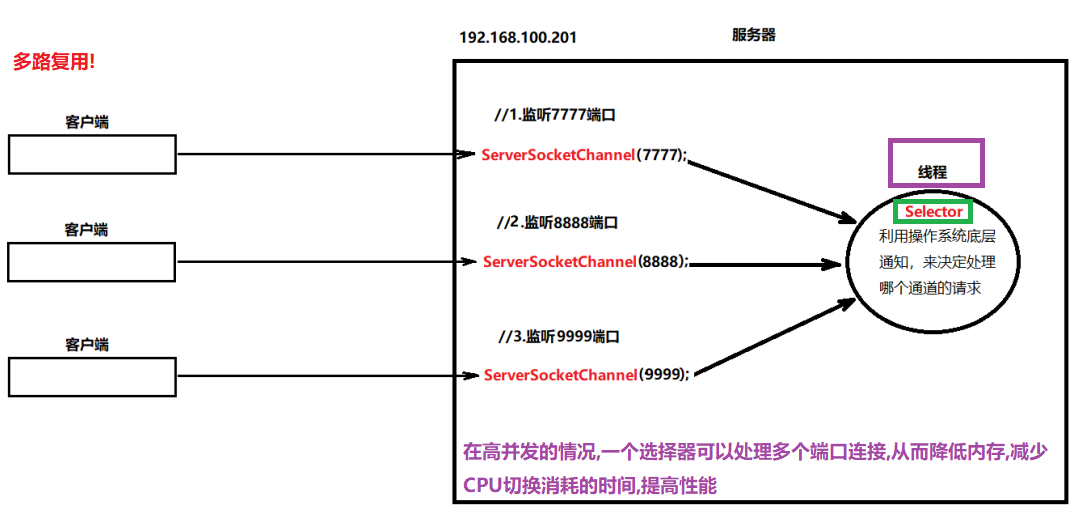 192.168.100.201
服务器
多路复用!
客户端
//1.监听7777端口
ServerSocketChannel(7777);
线程
Selector
利用操作系统底层
通知，来决定处理
哪个通道的请求
客户端
//2.监听8888端口
ServerSocketChannel(8888);
客户端
//3.监听9999端口
ServerSocketChannel(9999);
在高并发的情况,一个选择器可以处理多个端口连接,从而降低内存,减少
CPU切换消耗的时间,提高性能